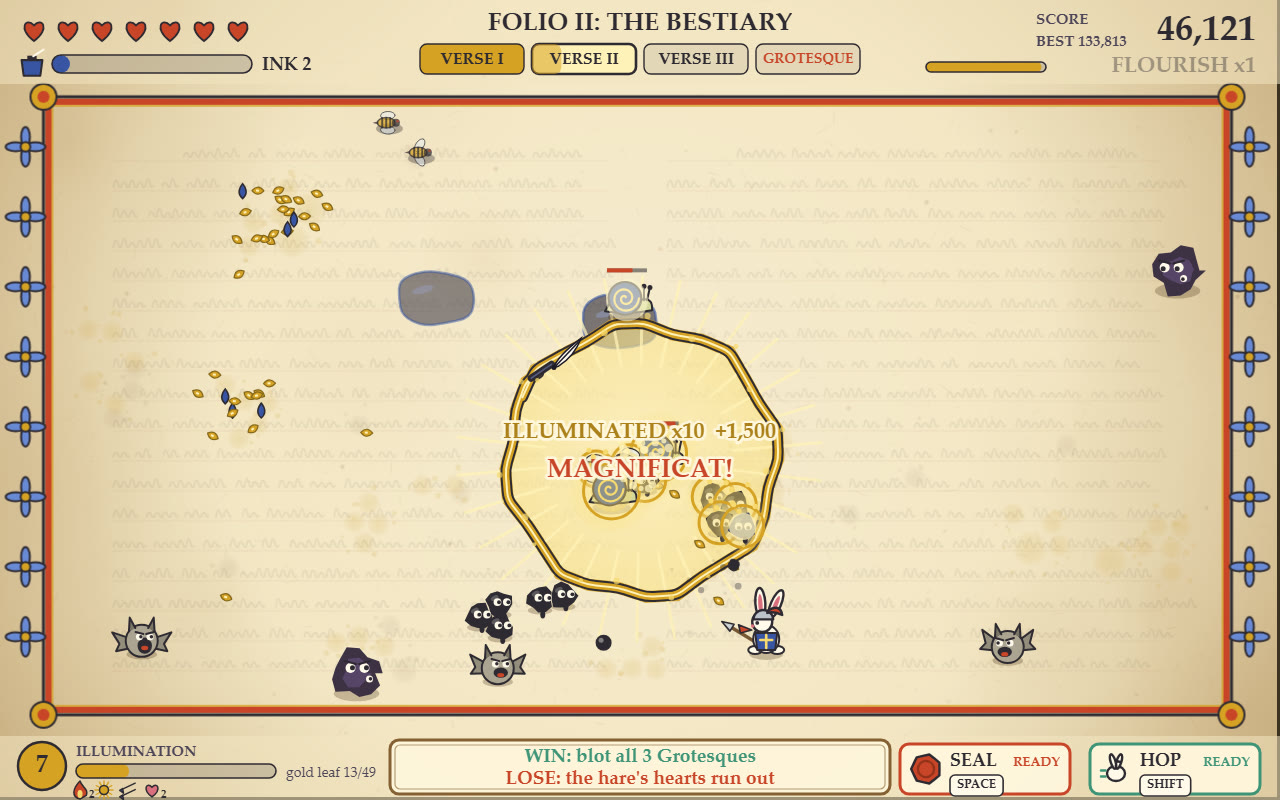 FOLIO II: THE BESTIARY
SCORE
BEST 133,813
46,121
FLOURISH x1
INK 2
VERSE I
VERSE II
VERSE III
GROTESQUE
ILLUMINATED x10 +1,500
MAGNIFICAT!
7
ILLUMINATION
gold leaf 13/49
2
2
WIN: blot all 3 Grotesques
LOSE: the hare's hearts run out
SEAL
READY
SPACE
HOP
READY
SHIFT